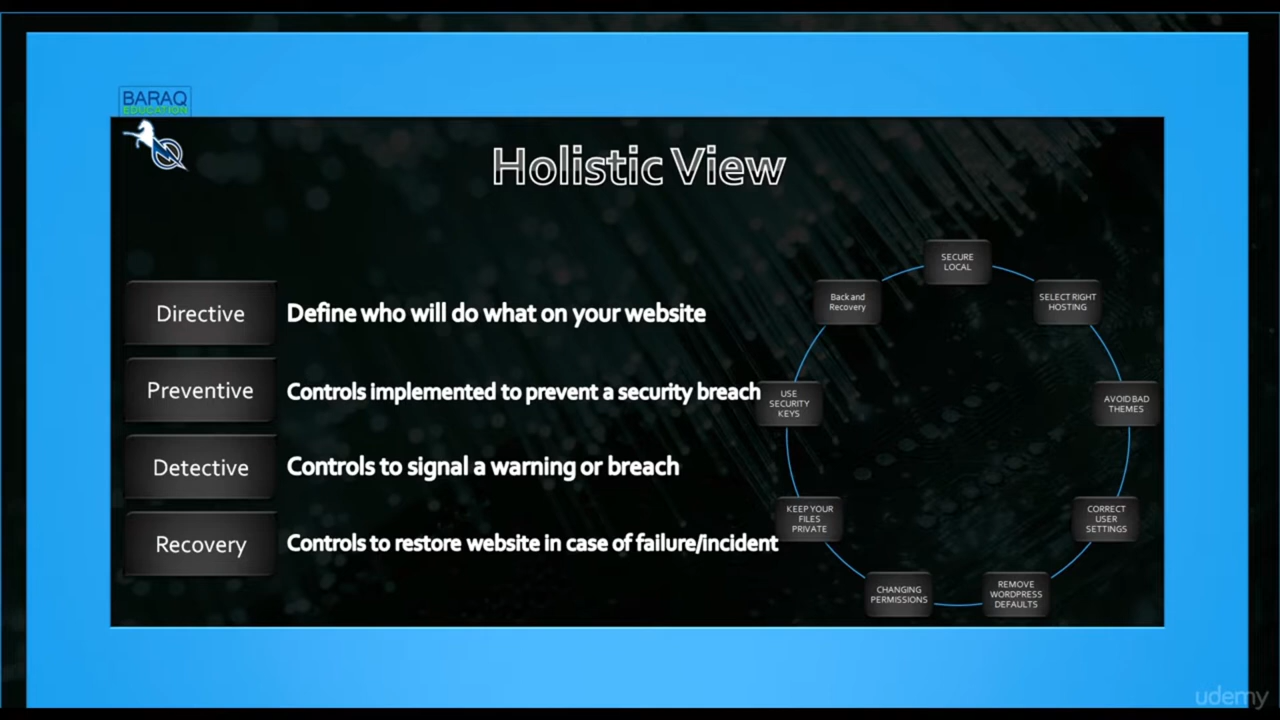 BARAQ
EDUCATION
Holistic View
Directive
Define who will do what on your website
Preventive
Controls implemented to prevent a security breach
Detective
Controls to signal a warning or breach
Recovery
Controls to restore website in case of failure/incident
SECURE
LOCAL
SELECT RIGHT
HOSTING
AVOID BAD
THEMES
CORRECT
USER
SETTINGS
REMOVE
WORDPRESS
DEFAULTS
CHANGING
PERMISSIONS
KEEP YOUR
FILES
PRIVATE
USE
SECURITY
KEYS
Back and
Recovery
udemy